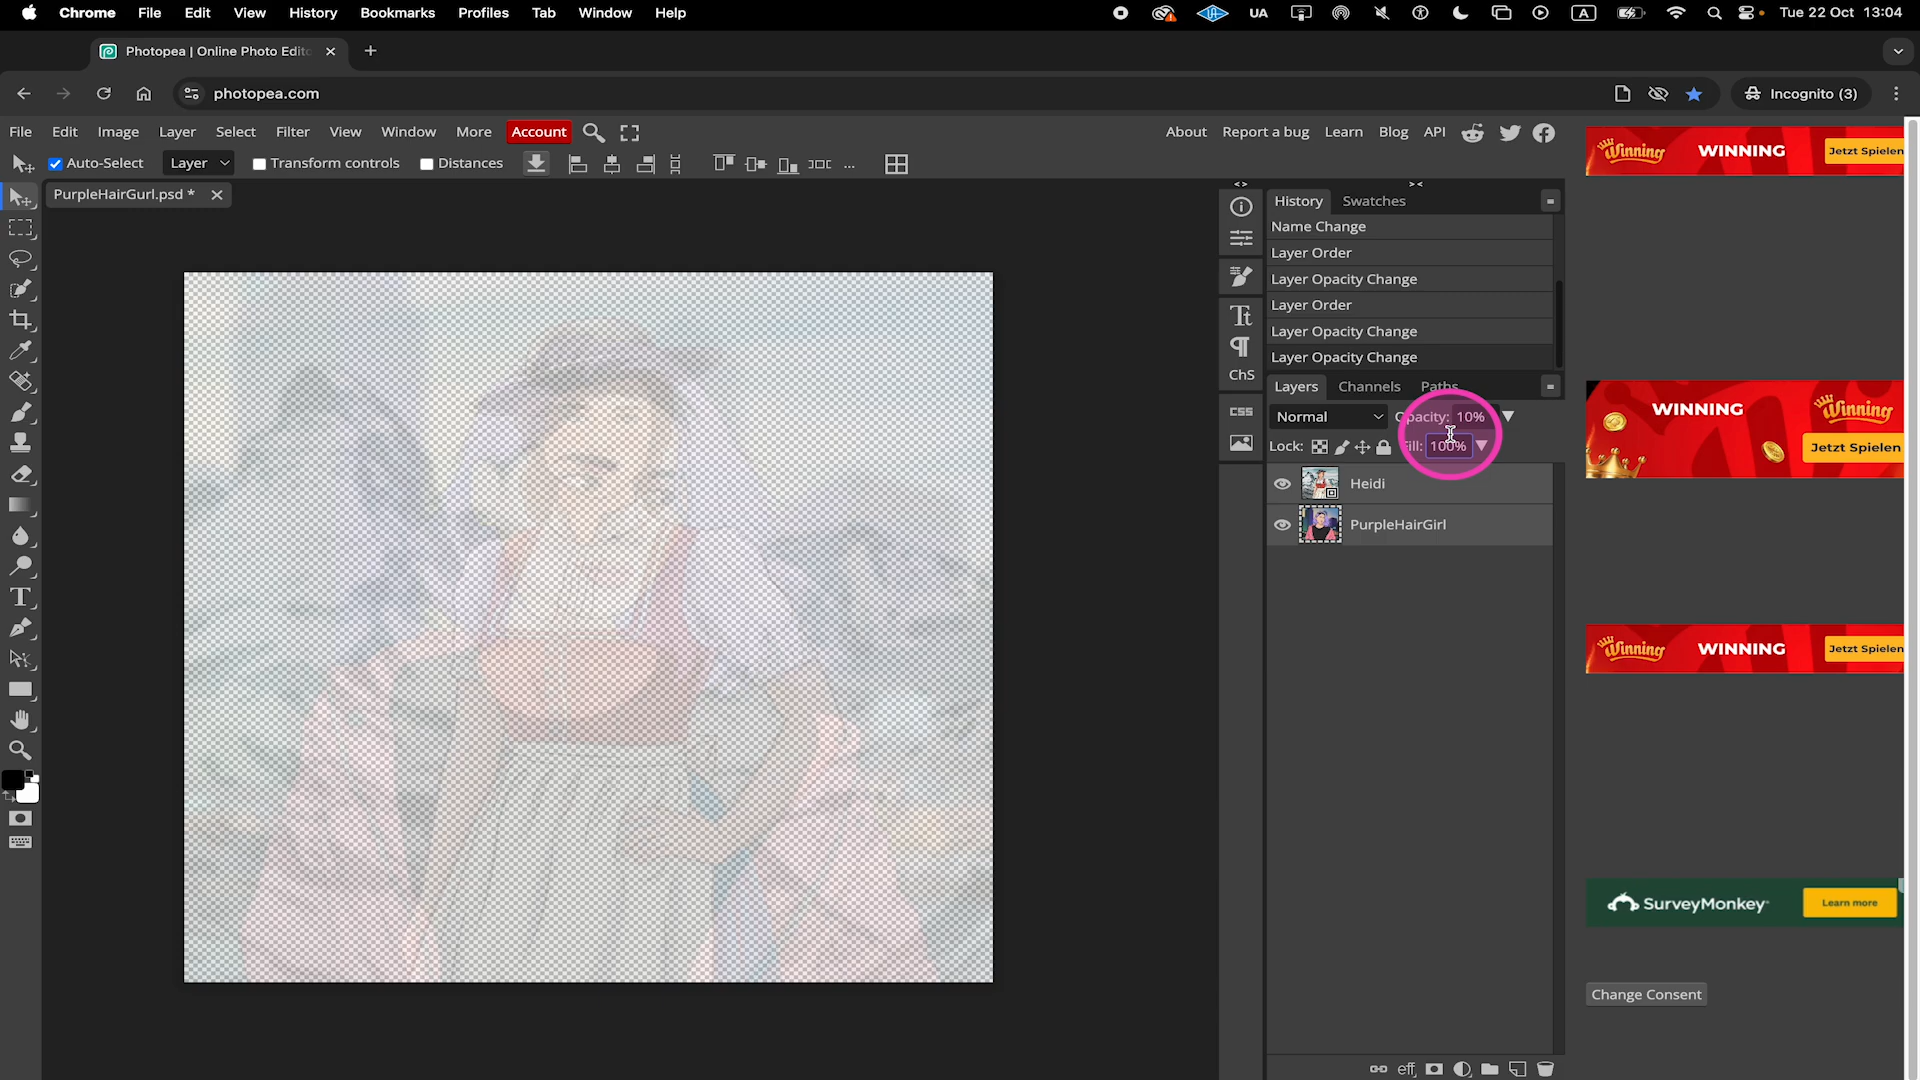 Chrome File Edit View History Bookmarks Profiles Tab Window Help UA A Tue 22 Oct 13:04
Photopea | Online Photo Edito
photopea.com Incognito (3)
File Edit Image Layer Select Filter View Window More Account About Report a bug Learn Blog API
Auto-Select Layer Transform controls Distances ...
PurpleHairGurl.psd *
History Swatches
Name Change
Layer Order
Layer Opacity Change
Layer Order
Layer Opacity Change
Layer Opacity Change
ChS
CSS
Layers Channels Paths
Normal Opacity: 10%
Lock: Fill: 100%
Heidi
PurpleHairGirl
eff
Winning WINNING Jetzt Spielen
WINNING Winning
Jetzt Spielen
Winning WINNING Jetzt Spielen
SurveyMonkey Learn more
Change Consent